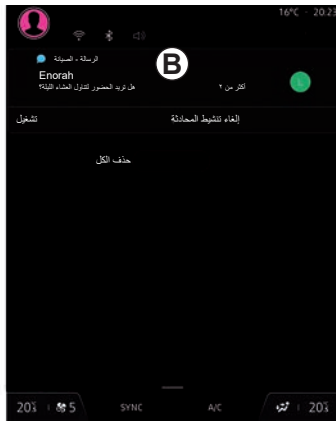 16°C - 20:23
الرسالة - الصيانة
B
Enorah
هل تريد الحضور لتناول العشاء الليلة؟
أكثر من ٢
إلغاء تنشيط المحادثة
تشغيل
حذف الكل
20 5 SYNC A/C 20